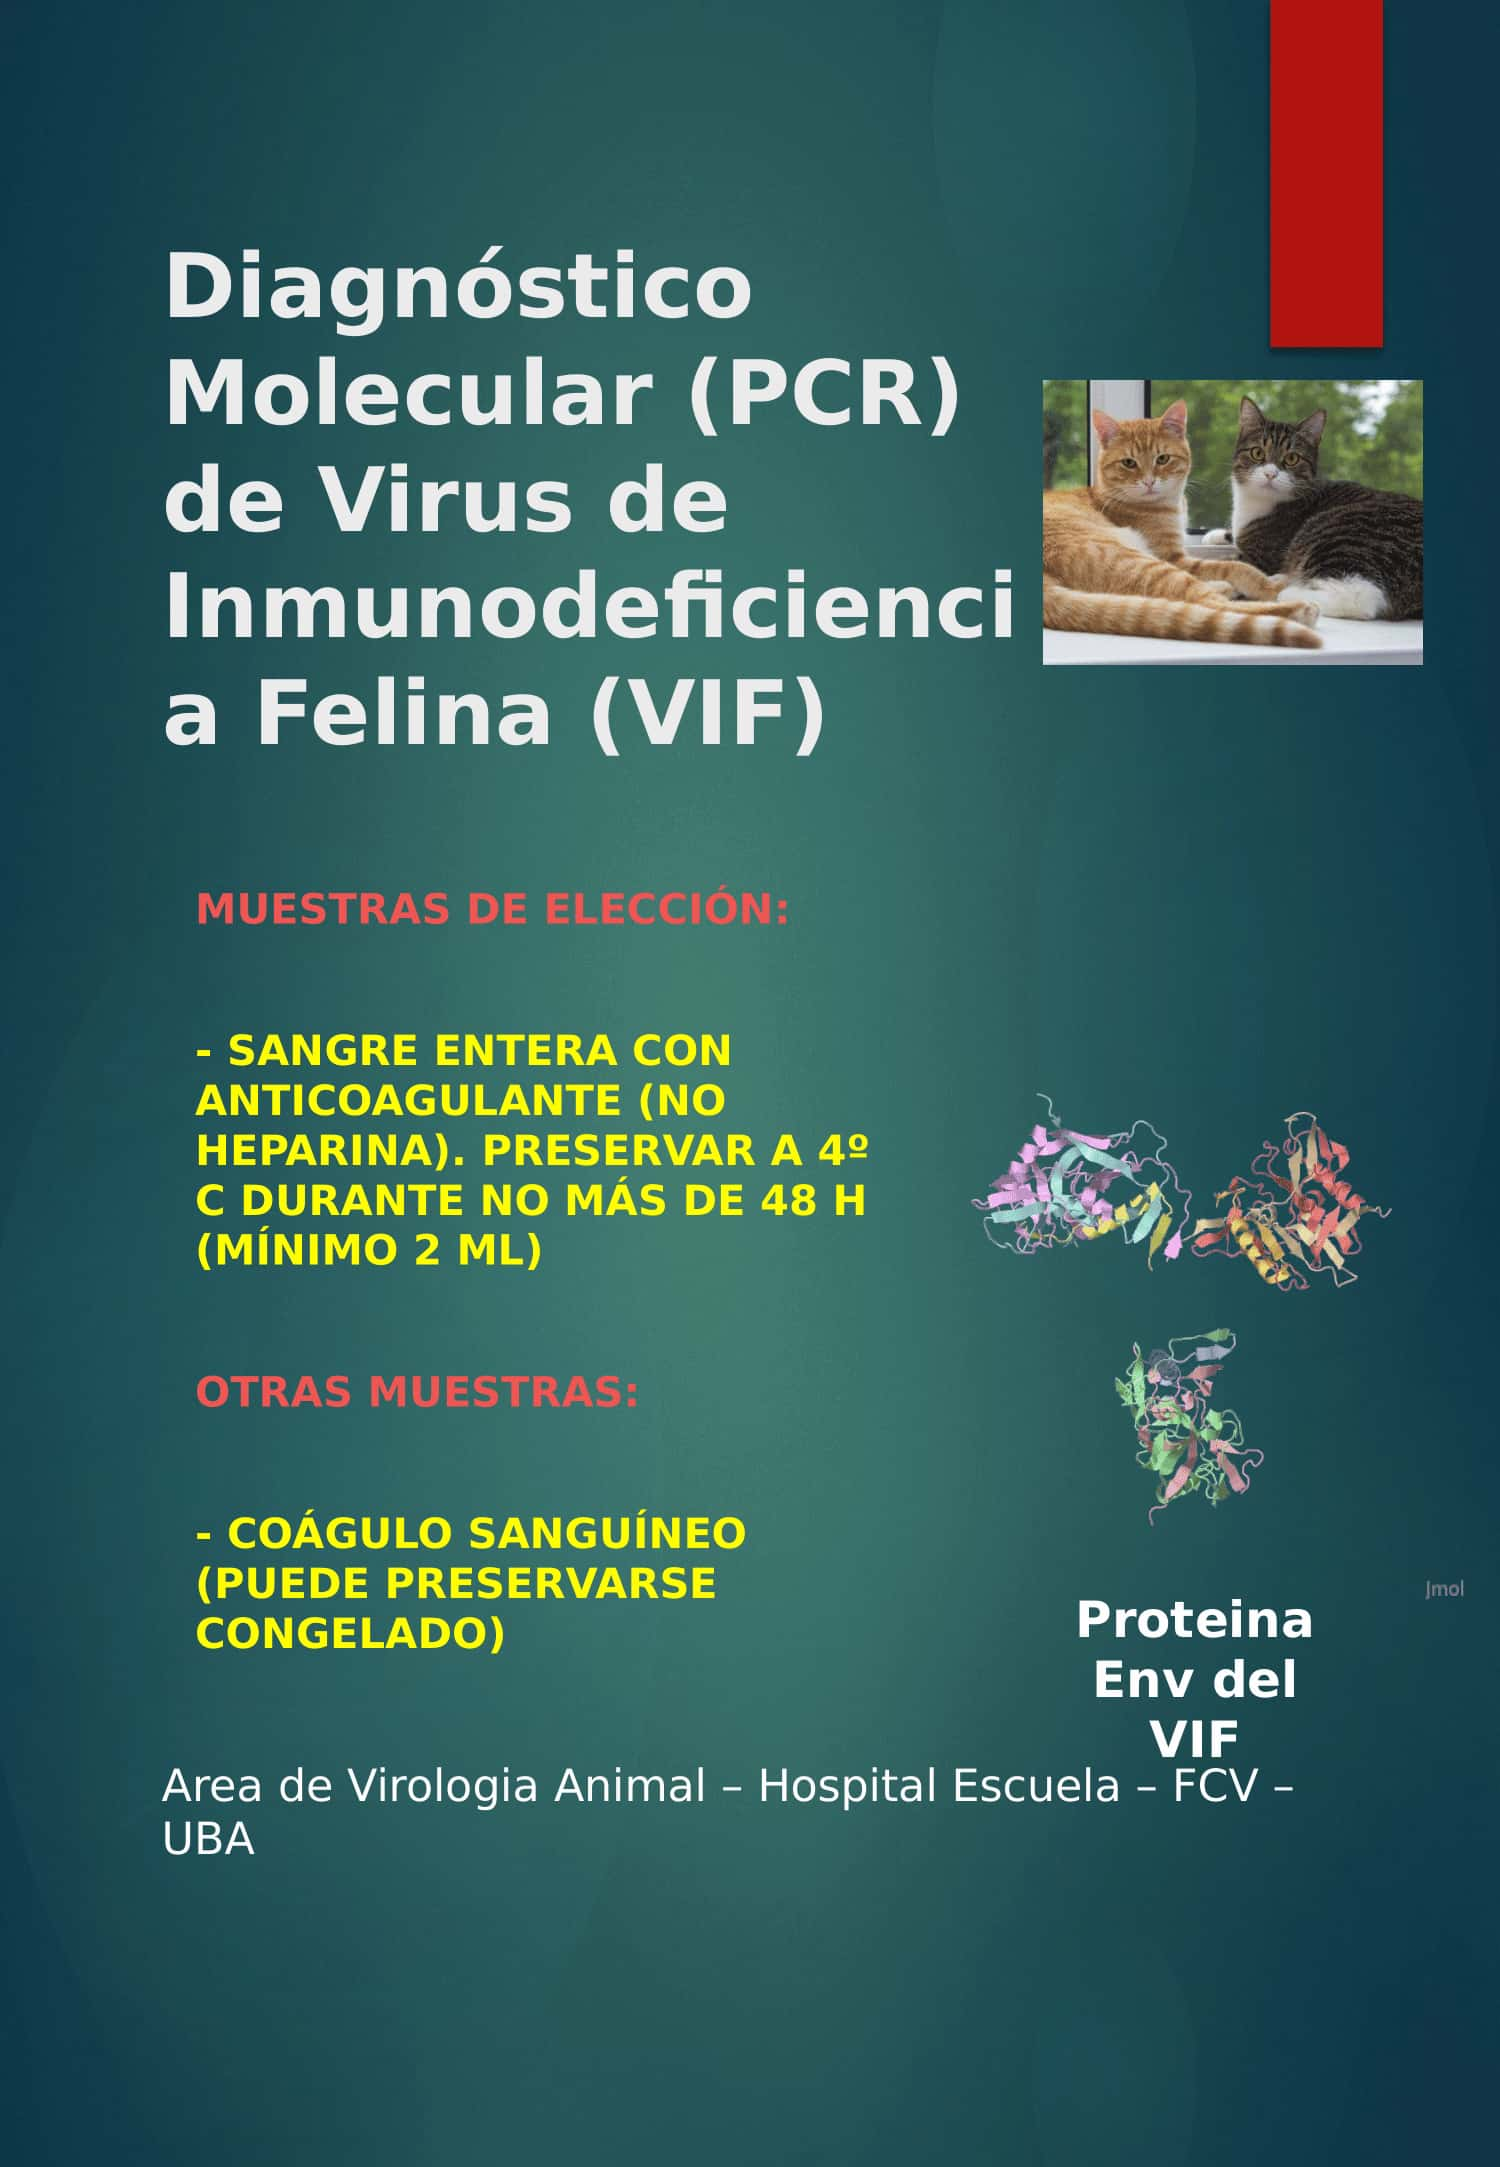 Diagnóstico
Molecular (PCR)
de Virus de
Inmunodeficienci
a Felina (VIF)
MUESTRAS DE ELECCIÓN:
- SANGRE ENTERA CON
ANTICOAGULANTE (NO
HEPARINA). PRESERVAR A 4º
C DURANTE NO MÁS DE 48 H
(MÍNIMO 2 ML)
OTRAS MUESTRAS:
- COÁGULO SANGUÍNEO
(PUEDE PRESERVARSE
CONGELADO)
Jmol
Proteina
Env del
VIF
Area de Virologia Animal – Hospital Escuela – FCV –
UBA